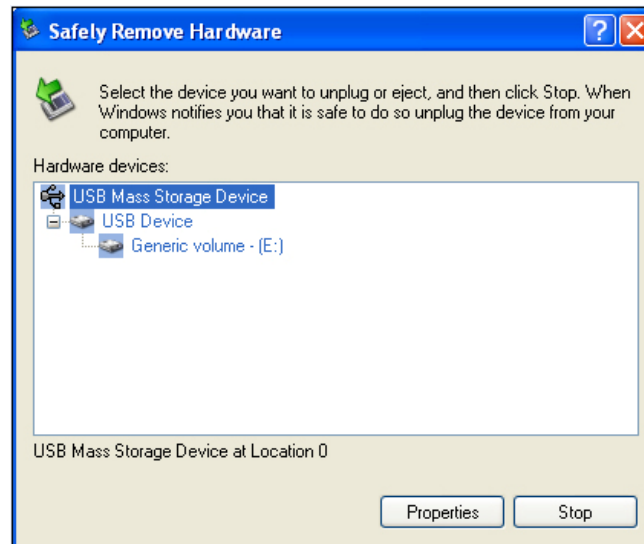 Safely Remove Hardware
Select the device you want to unplug or eject, and then click Stop. When
Windows notifies you that it is safe to do so unplug the device from your
computer.
Hardware devices:
USB Mass Storage Device
USB Device
Generic volume - (E:)
USB Mass Storage Device at Location 0
Properties Stop